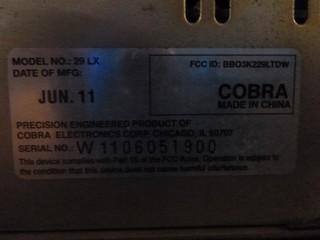 MODEL NO.: 29 LX
FCC ID: BBO3K229LTDW
DATE OF MFG:
JUN. 11
COBRA
MADE IN CHINA
PRECISION ENGINEERED PRODUCT OF
COBRA ELECTRONICS CORP. CHICAGO, IL 60707
SERIAL NO.: W 1106051900
This device complies with Part 15 of the FCC Rules. Operation is subject to
the condition that this device does not cause harmful interference.